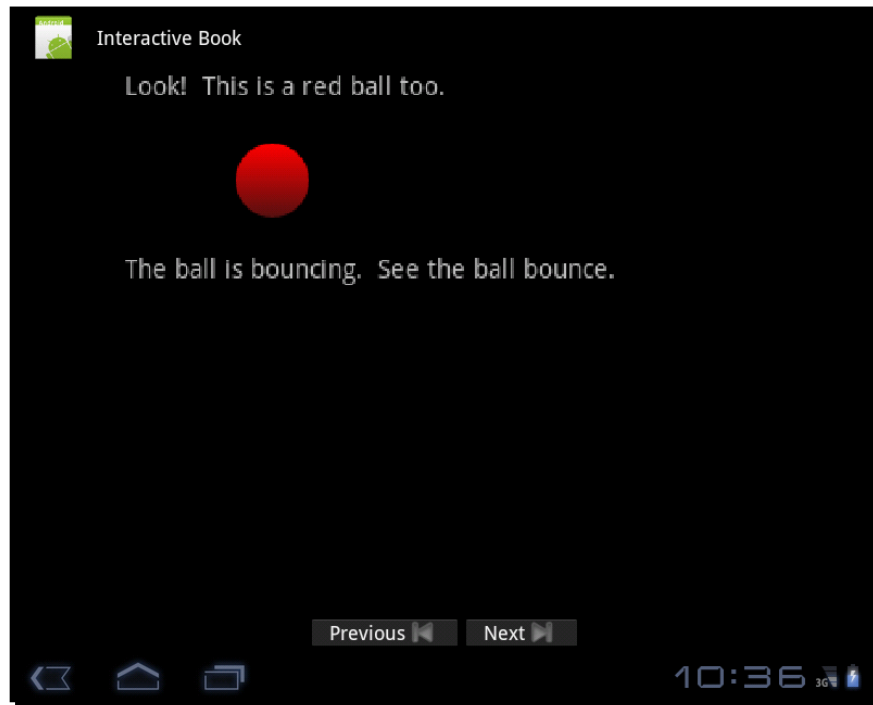 Android
Interactive Book
Look! This is a red ball too.
The ball is bouncing. See the ball bounce.
Previous Next
10:36 3G